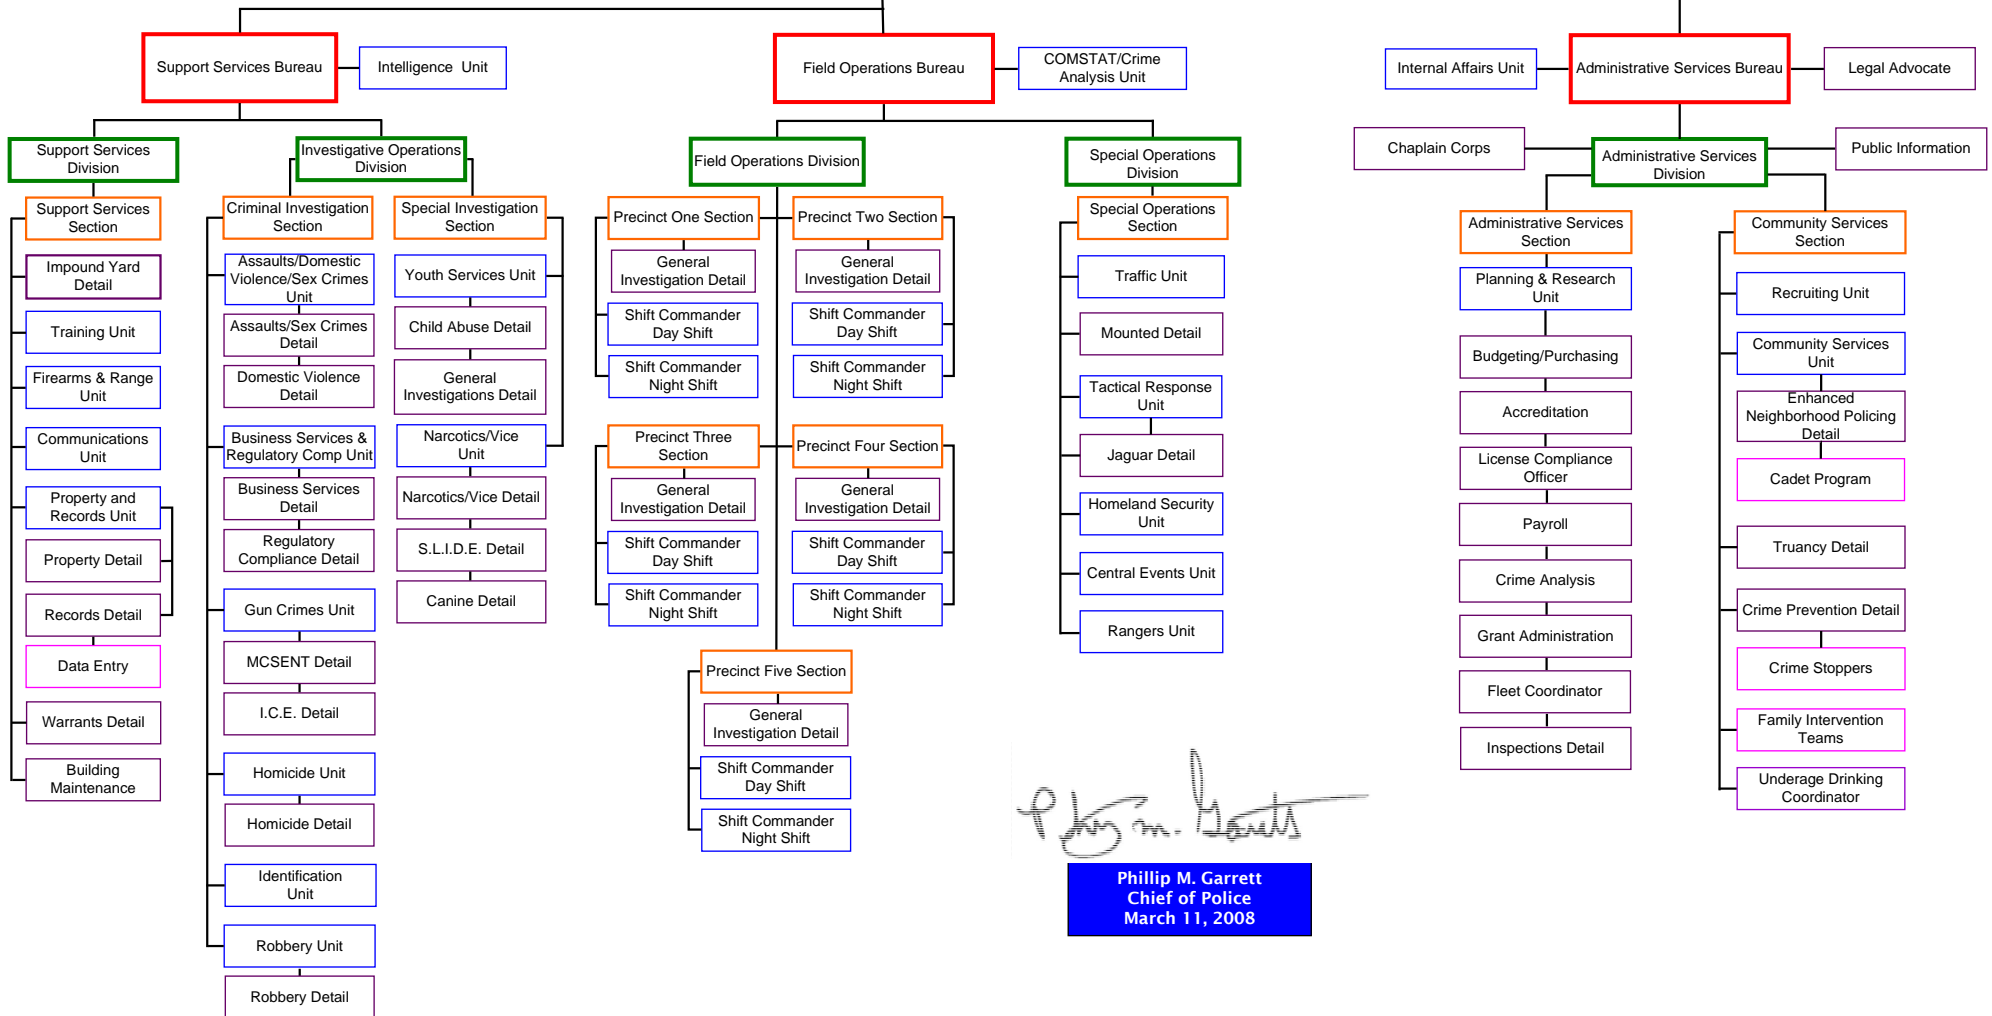 Support Services Bureau
Intelligence  Unit
Field Operations Bureau
COMSTAT/Crime
Analysis Unit
Internal Affairs Unit
Administrative Services Bureau
Legal Advocate
Support Services
Division
Investigative Operations
Division
Field Operations Division
Special Operations
Division
Chaplain Corps
Administrative Services
Division
Public Information
Support Services
Section
Impound Yard
Detail
Training Unit
Firearms & Range
Unit
Communications
Unit
Property and
Records Unit
Property Detail
Records Detail
Data Entry
Warrants Detail
Building
Maintenance
Criminal Investigation
Section
Assaults/Domestic
Violence/Sex Crimes
Unit
Assaults/Sex Crimes
Detail
Domestic Violence
Detail
Business Services &
Regulatory Comp Unit
Business Services
Detail
Regulatory
Compliance Detail
Gun Crimes Unit
MCSENT Detail
I.C.E. Detail
Homicide Unit
Homicide Detail
Identification
Unit
Robbery Unit
Robbery Detail
Special Investigation
Section
Youth Services Unit
Child Abuse Detail
General
Investigations Detail
Narcotics/Vice
Unit
Narcotics/Vice Detail
S.L.I.D.E. Detail
Canine Detail
Precinct One Section
General
Investigation Detail
Shift Commander
Day Shift
Shift Commander
Night Shift
Precinct Two Section
General
Investigation Detail
Shift Commander
Day Shift
Shift Commander
Night Shift
Precinct Three
Section
General
Investigation Detail
Shift Commander
Day Shift
Shift Commander
Night Shift
Precinct Four Section
General
Investigation Detail
Shift Commander
Day Shift
Shift Commander
Night Shift
Precinct Five Section
General
Investigation Detail
Shift Commander
Day Shift
Shift Commander
Night Shift
Special Operations
Section
Traffic Unit
Mounted Detail
Tactical Response
Unit
Jaguar Detail
Homeland Security
Unit
Central Events Unit
Rangers Unit
Administrative Services
Section
Planning & Research
Unit
Budgeting/Purchasing
Accreditation
License Compliance
Officer
Payroll
Crime Analysis
Grant Administration
Fleet Coordinator
Inspections Detail
Community Services
Section
Recruiting Unit
Community Services
Unit
Enhanced
Neighborhood Policing
Detail
Cadet Program
Truancy Detail
Crime Prevention Detail
Crime Stoppers
Family Intervention
Teams
Underage Drinking
Coordinator
Phillip M. Garrett
Chief of Police
March 11, 2008